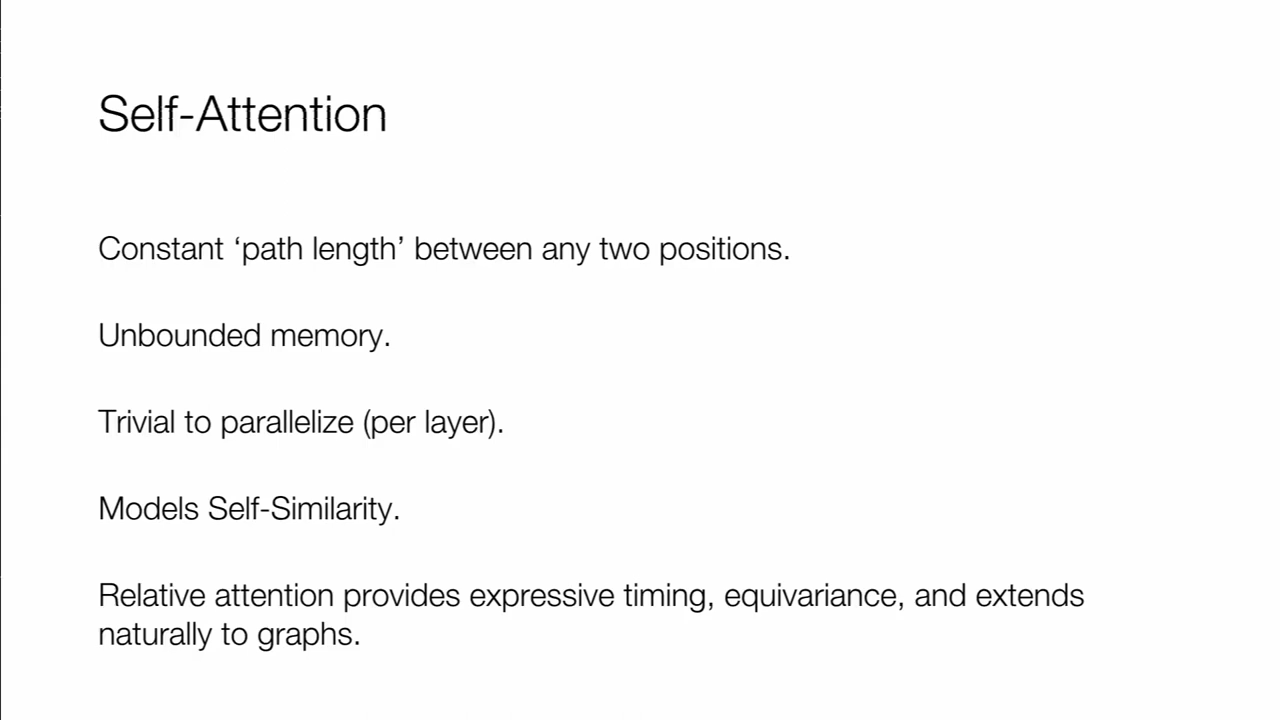 Self-Attention
Constant ‘path length’ between any two positions.
Unbounded memory.
Trivial to parallelize (per layer).
Models Self-Similarity.
Relative attention provides expressive timing, equivariance, and extends
naturally to graphs.